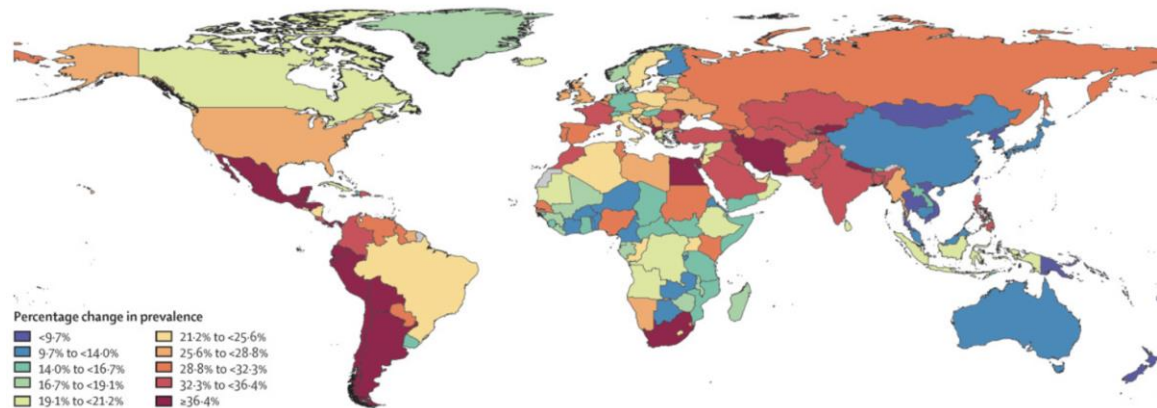 Percentage change in prevalence
<9·7%
9·7% to <14·0%
14·0% to <16·7%
16·7% to <19·1%
19·1% to <21·2%
21·2% to <25·6%
25·6% to <28·8%
28·8% to <32·3%
32·3% to <36·4%
≥36·4%